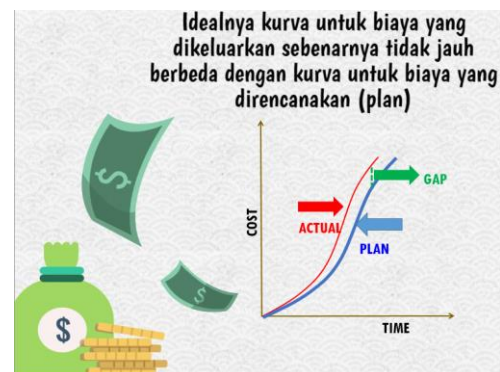 Idealnya kurva untuk biaya yang
dikeluarkan sebenarnya tidak jauh
berbeda dengan kurva untuk biaya yang
direncanakan (plan)
$
$
$
COST
ACTUAL
PLAN
GAP
TIME